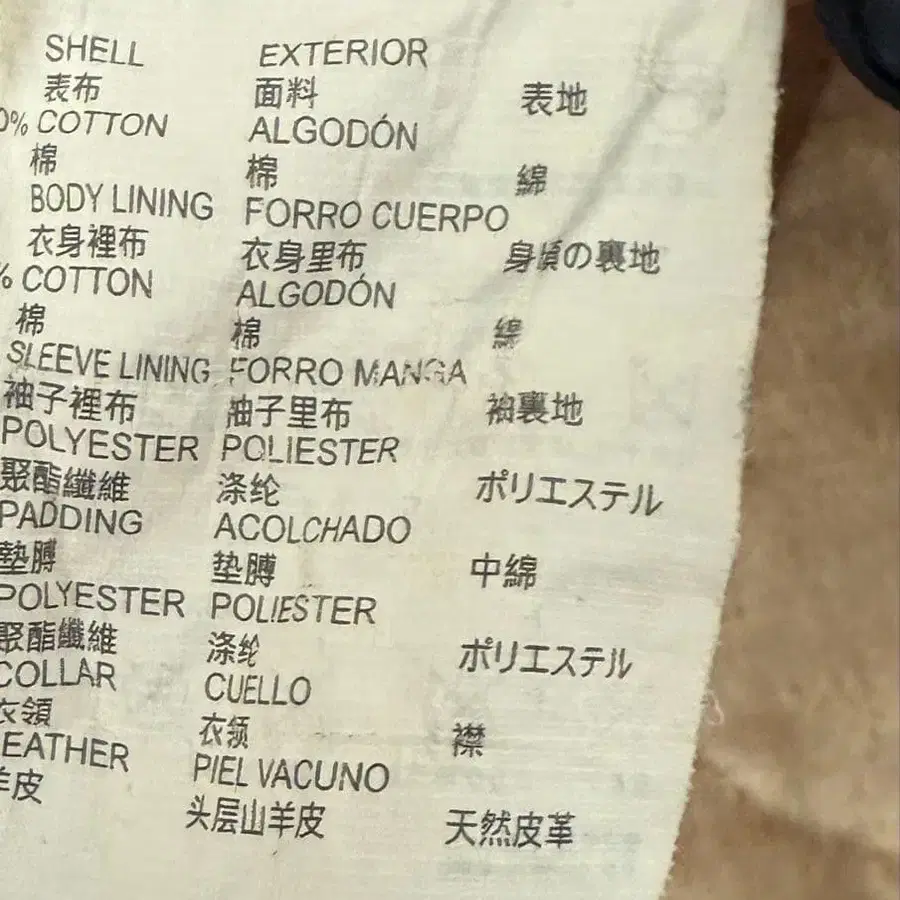 SHELL EXTERIOR
表布 面料 表地
0% COTTON ALGODÓN
棉 棉 綿
BODY LINING FORRO CUERPO
衣身裡布 衣身里布 身頃の裏地
% COTTON ALGODÓN
棉 棉 綿
SLEEVE LINING FORRO MANGA
袖子裡布 袖子里布 袖裏地
POLYESTER POLIESTER
聚酯纖維 涤纶 ポリエステル
PADDING ACOLCHADO
墊膊 垫膊 中綿
POLYESTER POLIESTER
聚酯纖維 涤纶 ポリエステル
COLLAR CUELLO
衣領 衣领 襟
EATHER PIEL VACUNO
羊皮 头层山羊皮 天然皮革